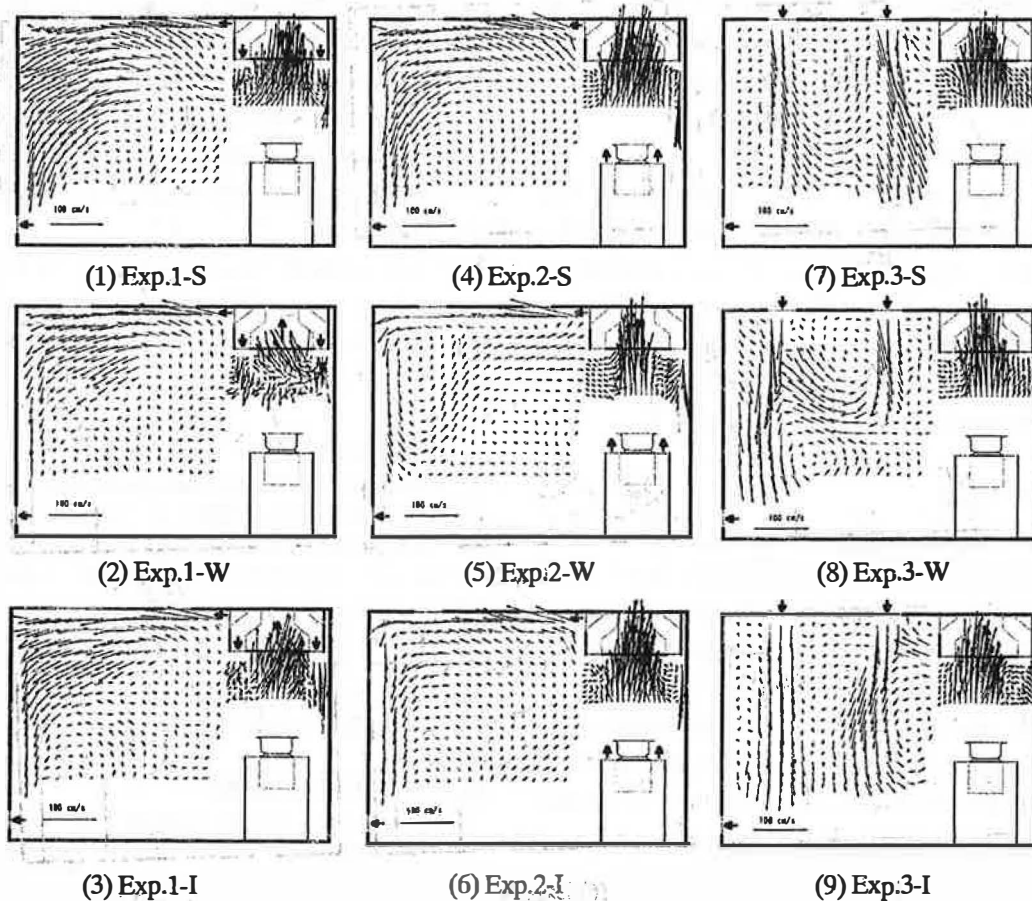 100 cm/s
100 cm/s
100 cm/s
(1) Exp.1-S
(4) Exp.2-S
(7) Exp.3-S
100 cm/s
100 cm/s
100 cm/s
(2) Exp.1-W
(5) Exp.2-W
(8) Exp.3-W
100 cm/s
100 cm/s
100 cm/s
(3) Exp.1-I
(6) Exp.2-I
(9) Exp.3-I